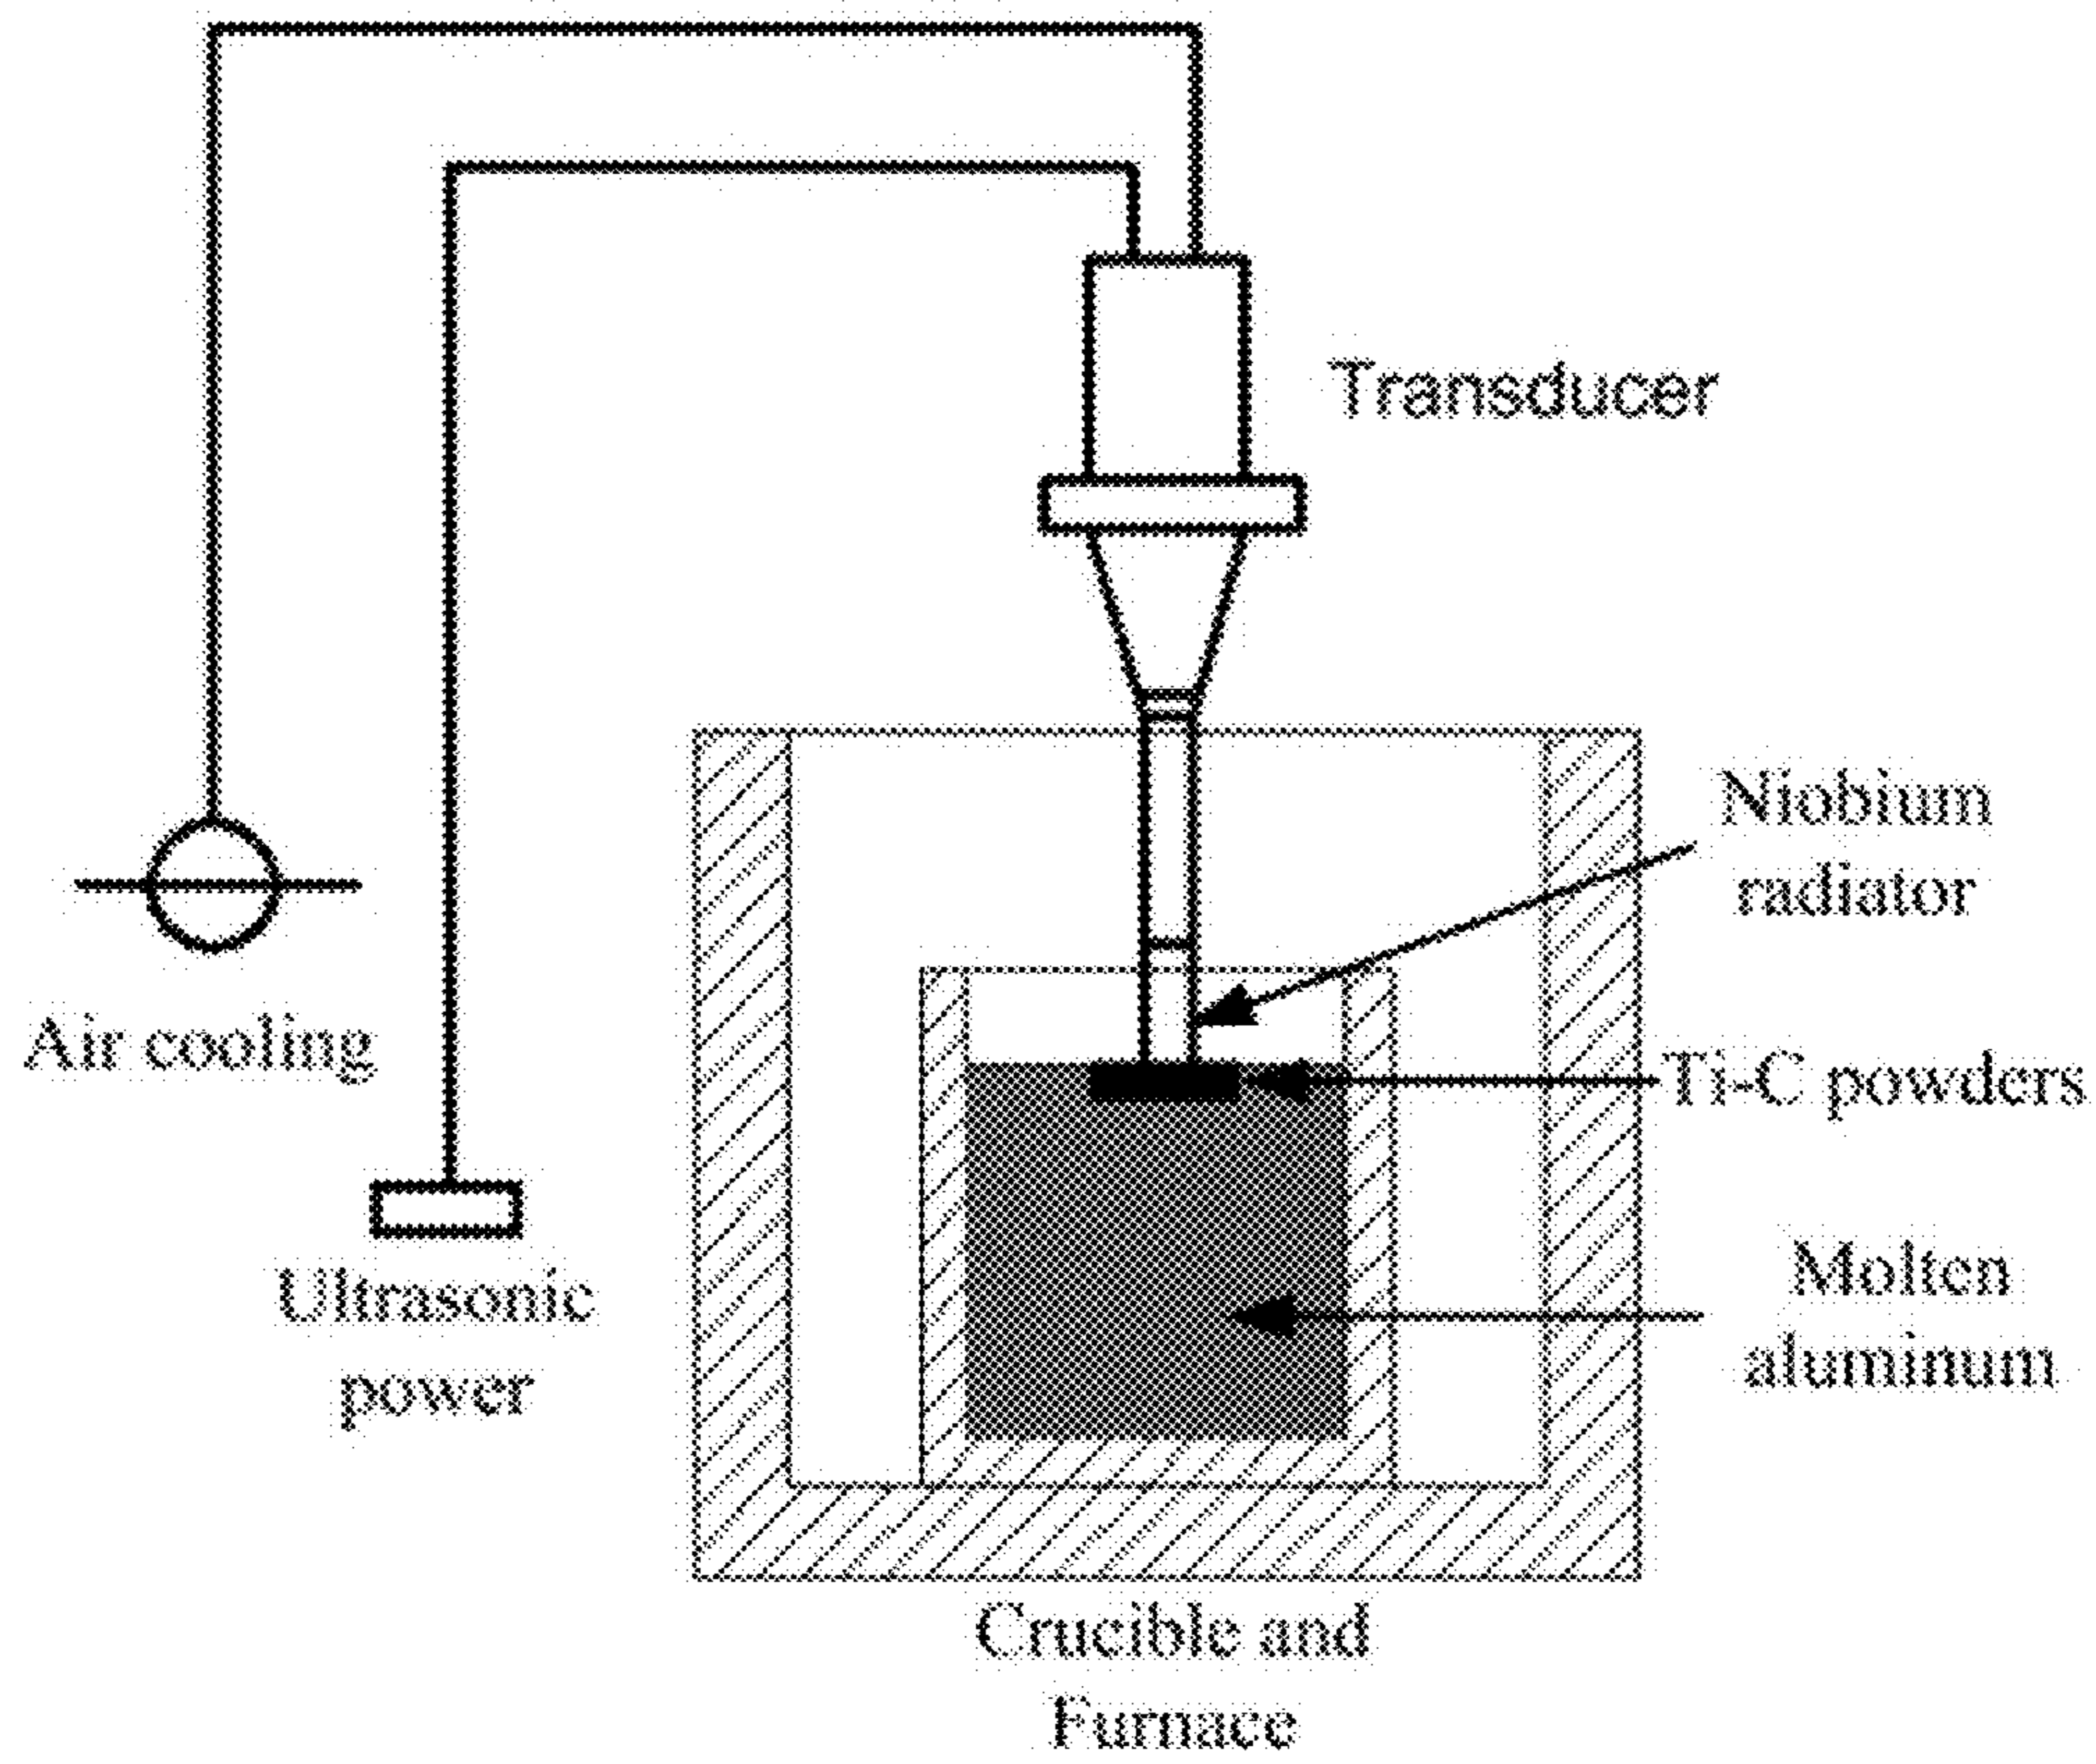 Transducer
Niobium
radiator
Air cooling
Ti-C powders
Ultrasonic
power
Molten
aluminum
Crucible and
Furnace